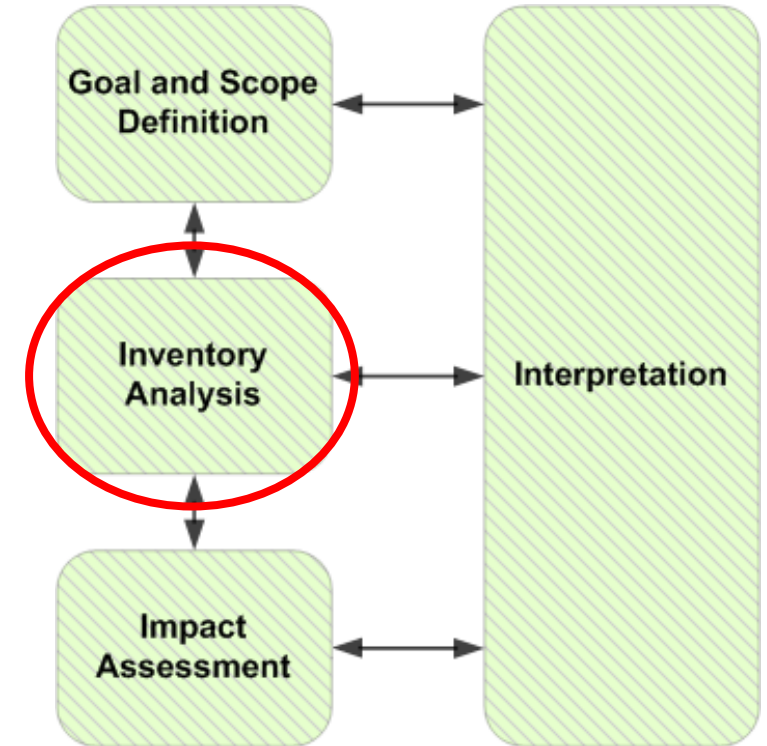 Goal and Scope
Definition
Inventory
Analysis
Interpretation
Impact
Assessment